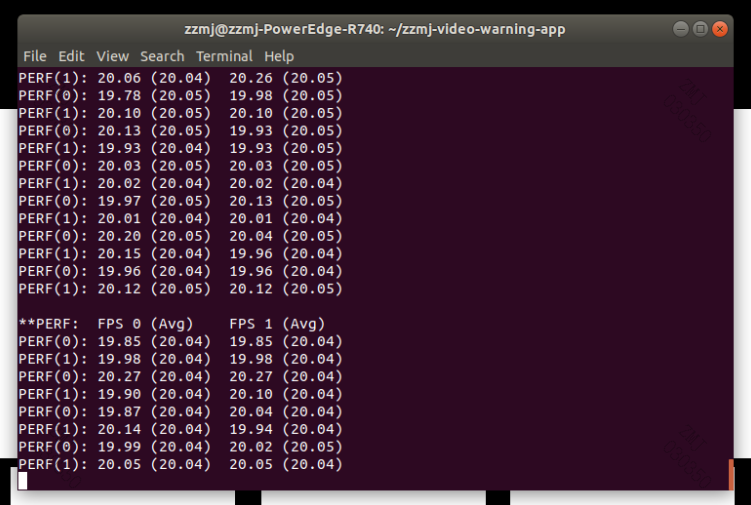 zzmj@zzmj-PowerEdge-R740: ~/zzmj-video-warning-app
File Edit View Search Terminal Help
PERF(1): 20.06 (20.04) 20.26 (20.05)
PERF(0): 19.78 (20.05) 19.98 (20.05)
PERF(1): 20.10 (20.05) 20.10 (20.05)
PERF(0): 20.13 (20.05) 19.93 (20.05)
PERF(1): 19.93 (20.04) 19.93 (20.05)
PERF(0): 20.03 (20.05) 20.03 (20.05)
PERF(1): 20.02 (20.04) 20.02 (20.04)
PERF(0): 19.97 (20.05) 20.13 (20.05)
PERF(1): 20.01 (20.04) 20.01 (20.04)
PERF(0): 20.20 (20.05) 20.04 (20.05)
PERF(1): 20.15 (20.04) 19.96 (20.04)
PERF(0): 19.96 (20.04) 19.96 (20.04)
PERF(1): 20.12 (20.05) 20.12 (20.05)
**PERF: FPS 0 (Avg) FPS 1 (Avg)
PERF(0): 19.85 (20.04) 19.85 (20.04)
PERF(1): 19.98 (20.04) 19.98 (20.04)
PERF(0): 20.27 (20.04) 20.27 (20.04)
PERF(1): 19.90 (20.04) 20.10 (20.04)
PERF(0): 19.87 (20.04) 20.04 (20.04)
PERF(1): 20.14 (20.04) 19.94 (20.04)
PERF(0): 19.99 (20.04) 20.02 (20.05)
PERF(1): 20.05 (20.04) 20.05 (20.04)